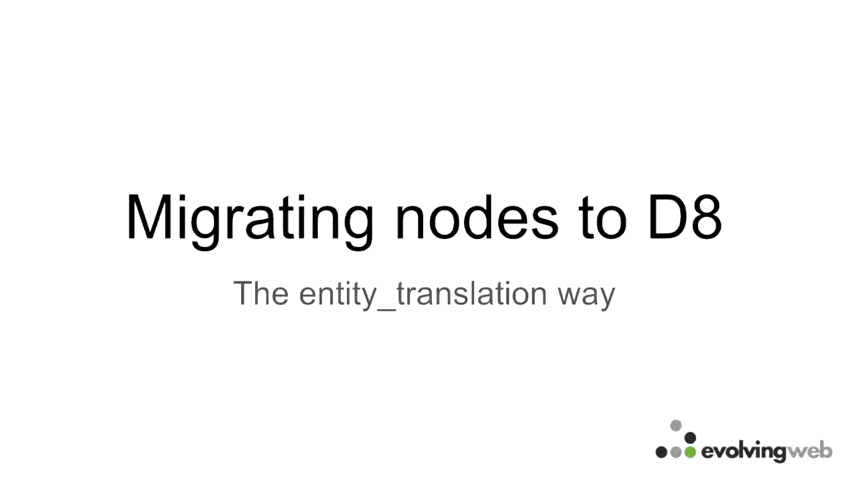 Migrating nodes to D8
The entity_translation way
evolvingweb